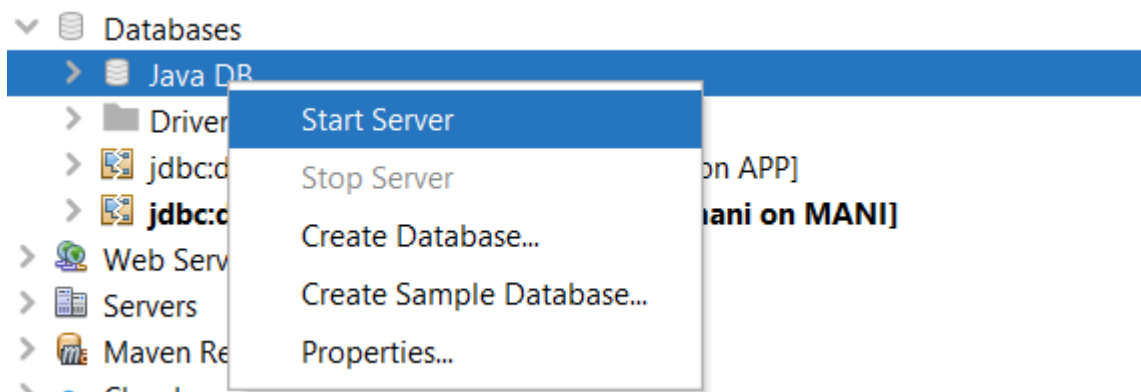 Databases
Java DB
Start Server
Driver
jdbc:d
on APP]
Stop Server
jdbc:d
mani on MANI]
Create Database...
Web Serv
Create Sample Database...
Servers
Maven Re
Properties...